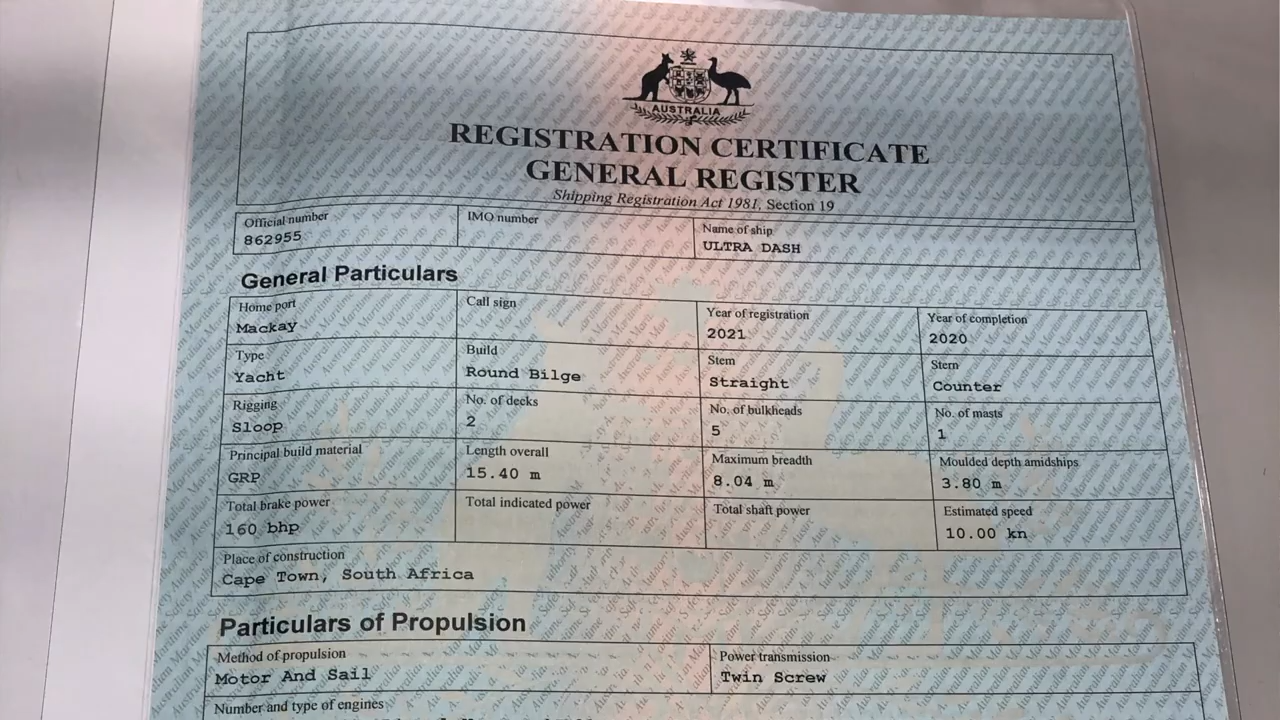 AUSTRALIA
REGISTRATION CERTIFICATE
GENERAL REGISTER
Shipping Registration Act 1981, Section 19
Official number
862955
IMO number
Name of ship
ULTRA DASH
General Particulars
Home port
Mackay
Call sign
Year of registration
2021
Year of completion
2020
Type
Yacht
Build
Round Bilge
Stem
Straight
Stern
Counter
Rigging
Sloop
No. of decks
2
No. of bulkheads
5
No. of masts
1
Principal build material
GRP
Length overall
15.40 m
Maximum breadth
8.04 m
Moulded depth amidships
3.80 m
Total brake power
160 bhp
Total indicated power
Total shaft power
Estimated speed
10.00 kn
Place of construction
Cape Town, South Africa
Particulars of Propulsion
Method of propulsion
Motor And Sail
Power transmission
Twin Screw
Number and type of engines